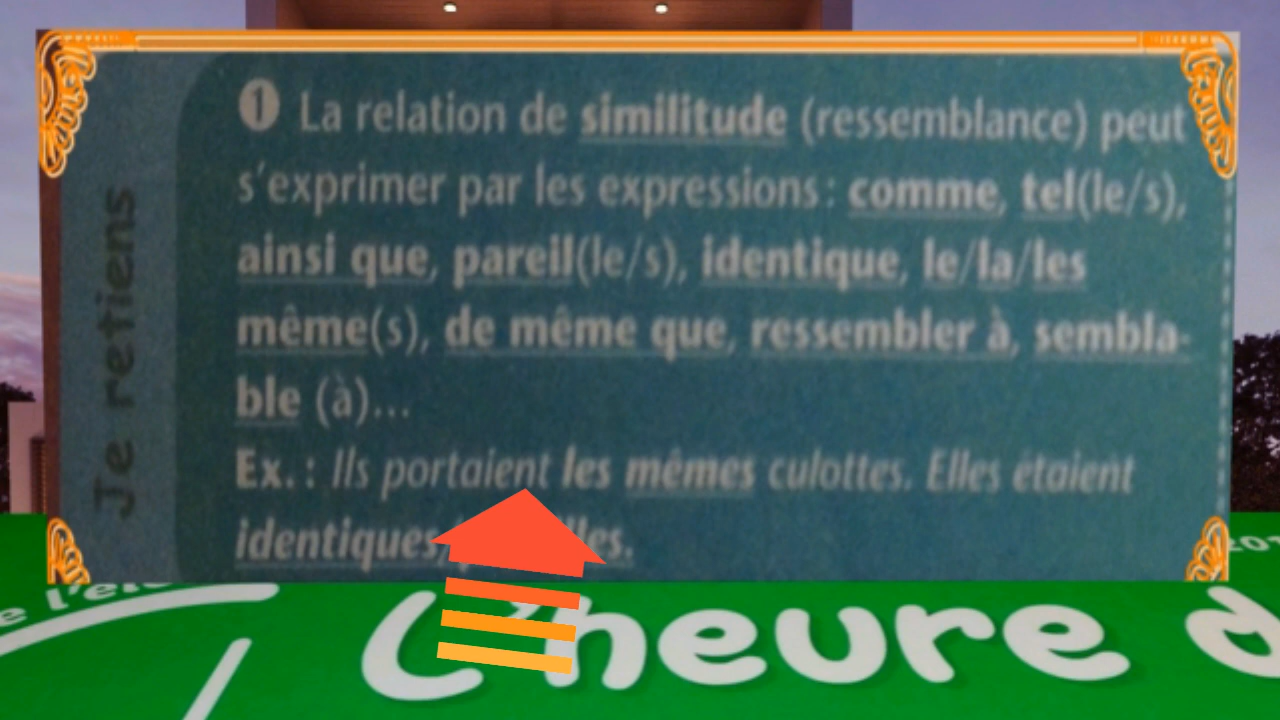 ❶ La relation de similitude (ressemblance) peut
s'exprimer par les expressions : comme, tel(le/s),
ainsi que, pareil(le/s), identique, le/la/les
même(s), de même que, ressembler à, sembla-
ble (à)...
Ex. : Ils portaient les mêmes culottes. Elles étaient
identiques
Je retiens
L'heure d